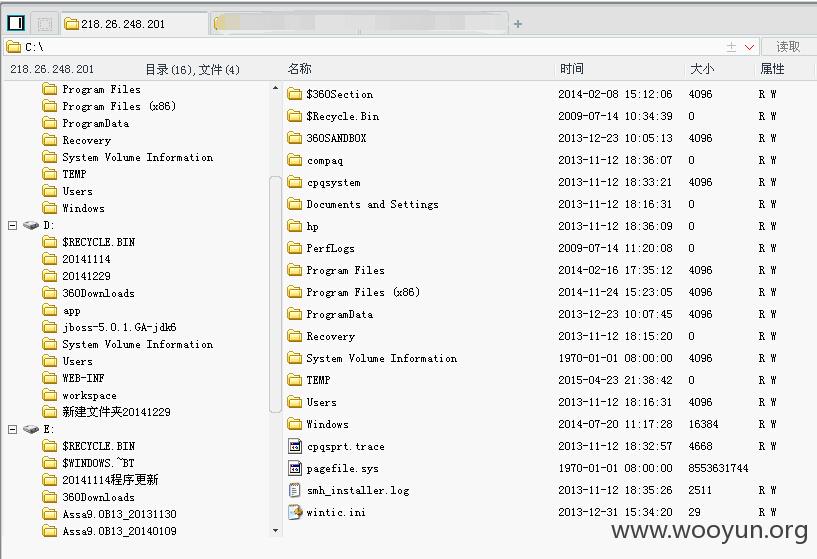 218.26.248.201
C:\
读取
218.26.248.201 目录(16),文件(4) 名称 时间 大小 属性
Program Files
Program Files (x86)
ProgramData
Recovery
System Volume Information
TEMP
Users
Windows
D:
$RECYCLE.BIN
20141114
20141229
360Downloads
app
jboss-5.0.1.GA-jdk6
System Volume Information
Users
WEB-INF
workspace
新建文件夹20141229
E:
$RECYCLE.BIN
$WINDOWS.~BT
20141114程序更新
360Downloads
Assa9.0B13_20131130
Assa9.0B13_20140109
$360Section 2014-02-08 15:12:06 4096 R W
$Recycle.Bin 2009-07-14 10:34:39 0 R W
360SANDBOX 2013-12-23 10:05:13 4096 R W
compaq 2013-11-12 18:36:07 0 R W
cpqsystem 2013-11-12 18:33:21 4096 R W
Documents and Settings 2013-11-12 18:16:31 0 R W
hp 2013-11-12 18:36:09 0 R W
PerfLogs 2009-07-14 11:20:08 0 R W
Program Files 2014-02-16 17:35:12 4096 R W
Program Files (x86) 2014-11-24 15:23:05 4096 R W
ProgramData 2013-12-23 10:07:45 4096 R W
Recovery 2013-11-12 18:15:20 0 R W
System Volume Information 1970-01-01 08:00:00 4096 R W
TEMP 2015-04-23 21:38:42 0 R W
Users 2013-11-12 18:16:31 4096 R W
Windows 2014-07-20 11:17:28 16384 R W
cpqsprt.trace 2013-11-12 18:32:57 4668 R W
pagefile.sys 1970-01-01 08:00:00 8553631744
smh_installer.log 2013-11-12 18:35:26 2511 R W
wintic.ini 2013-12-31 15:34:20 29 R W
www.wooyun.org